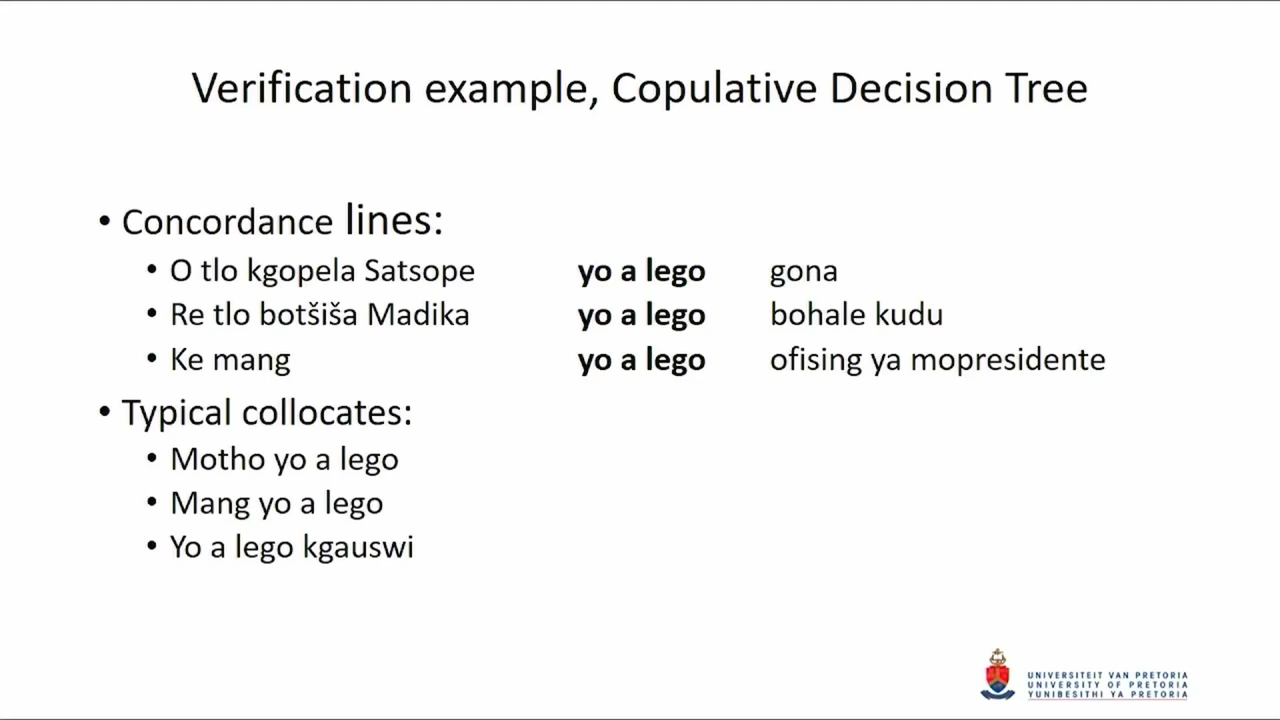 Verification example, Copulative Decision Tree
• Concordance lines:
• O tlo kgopela Satsope yo a lego gona
• Re tlo botšiša Madika yo a lego bohale kudu
• Ke mang yo a lego ofising ya mopresidente
• Typical collocates:
• Motho yo a lego
• Mang yo a lego
• Yo a lego kgauswi
UNIVERSITEIT VAN PRETORIA
UNIVERSITY OF PRETORIA
YUNIBESITHI YA PRETORIA